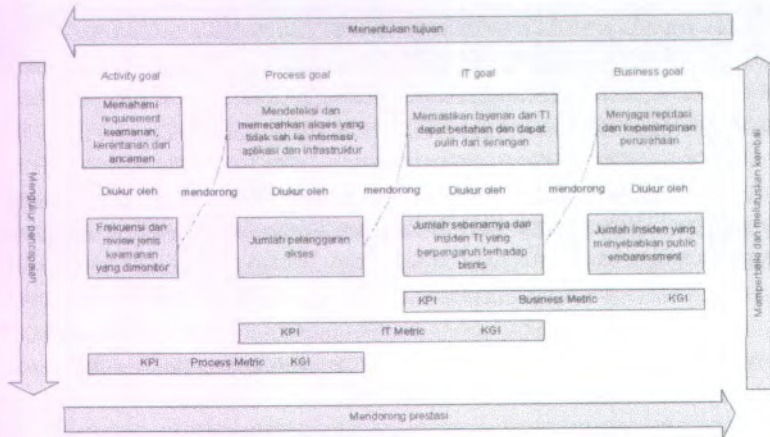 Menentukan tujuan
Activity goal
Process goal
IT goal
Business goal
Memahami
requirement
keamanan,
kerentanan dan
ancaman
Mendeteksi dan
memecahkan akses yang
tidak sah ke informasi,
aplikasi dan infrastruktur
Memastikan layanan dan TI
dapat bertahan dan dapat
pulih dari serangan
Menjaga reputasi
dan kepemimpinan
perusahaan
Diukur oleh
mendorong
Diukur oleh
mendorong
Diukur oleh
mendorong
Diukur oleh
Frekuensi dan
review jenis
keamanan
yang dimonitor
Jumlah pelanggaran
akses
Jumlah sebenarnya dari
insiden TI yang
berpengaruh terhadap
bisnis
Jumlah insiden yang
menyebabkan public
embarassment
KPI Business Metric KGI
KPI IT Metric KGI
KPI Process Metric KGI
Mengukur pencapaian
Memperbaiki dan meluruskan kembali
Mendorong prestasi